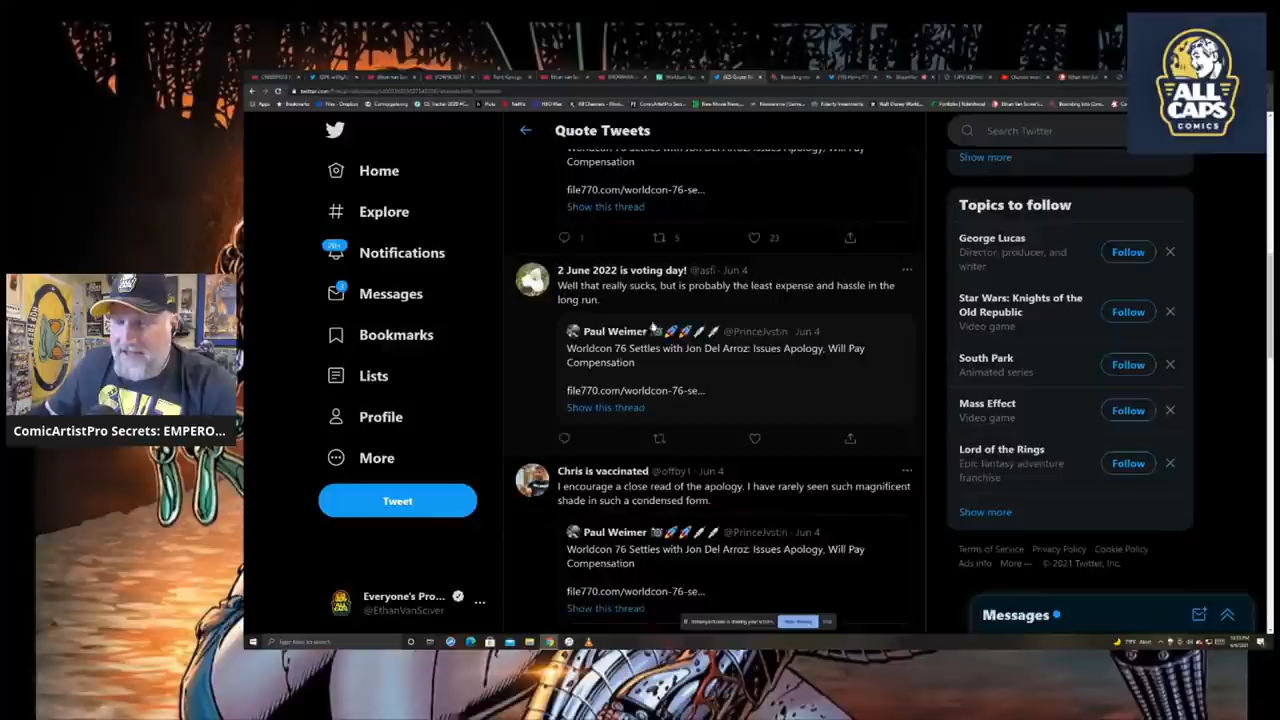 ALL CAPS
COMICS
Quote Tweets
Search Twitter
Home
Explore
Notifications
Messages
Bookmarks
Lists
Profile
More
Tweet
Everyone's Pro...
@EthanVanSciver
Worldcon 76 Settles with Jon Del Arroz: Issues Apology, Will Pay
Compensation
file770.com/worldcon-76-se...
Show this thread
1
5
23
2 June 2022 is voting day! @asfi · Jun 4
Well that really sucks, but is probably the least expense and hassle in the
long run.
Paul Weimer @PrinceJvstin · Jun 4
Worldcon 76 Settles with Jon Del Arroz: Issues Apology, Will Pay
Compensation
file770.com/worldcon-76-se...
Show this thread
Chris is vaccinated @offby1 · Jun 4
I encourage a close read of the apology. I have rarely seen such magnificent
shade in such a condensed form.
Paul Weimer @PrinceJvstin · Jun 4
Worldcon 76 Settles with Jon Del Arroz: Issues Apology, Will Pay
Compensation
file770.com/worldcon-76-se...
Show this thread
Show more
Topics to follow
George Lucas
Director, producer, and
writer
Follow
Star Wars: Knights of the
Old Republic
Video game
Follow
South Park
Animated series
Follow
Mass Effect
Video game
Follow
Lord of the Rings
Epic fantasy adventure
franchise
Follow
Show more
Terms of Service Privacy Policy Cookie Policy
Ads info More ··· © 2021 Twitter, Inc.
Messages
ComicArtistPro Secrets: EMPERO...
Type here to search